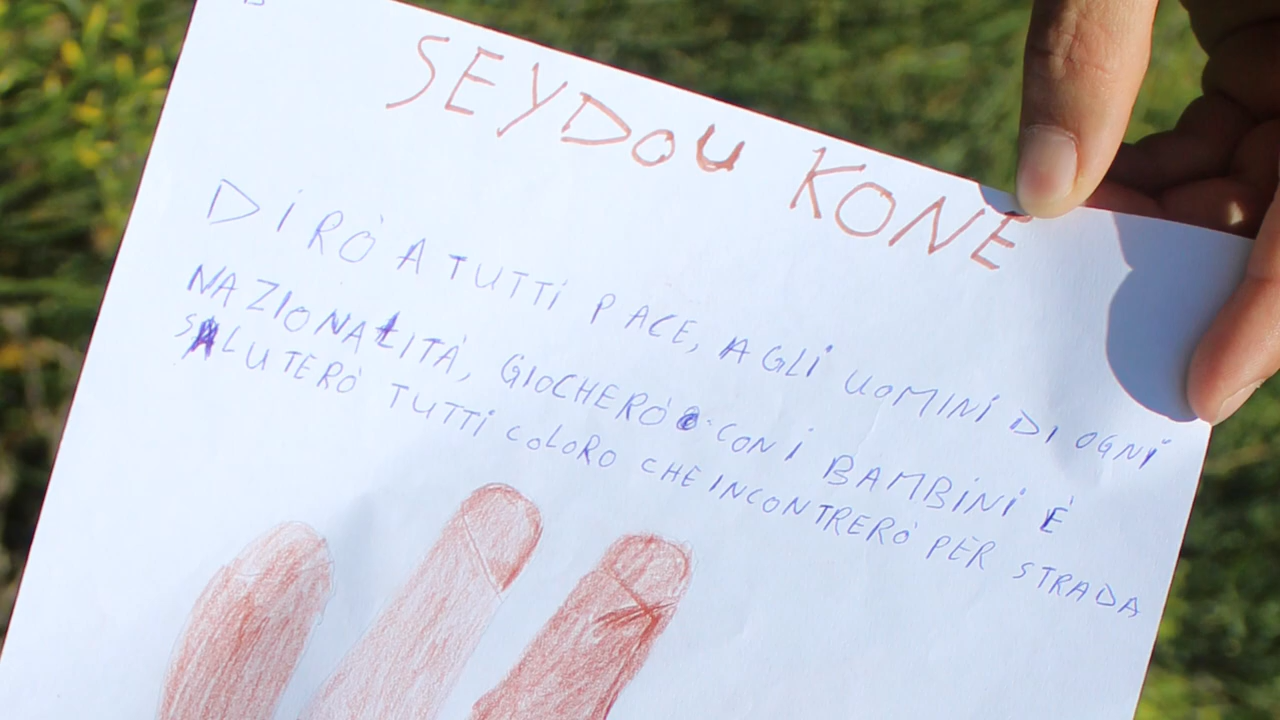 SEYDOU KONE
DIRÒ A TUTTI PACE, AGLI UOMINI DI OGNI
NAZIONALITÀ, GIOCHERÒ CON I BAMBINI È
SALUTERÒ TUTTI COLORO CHE INCONTRERÒ PER STRADA